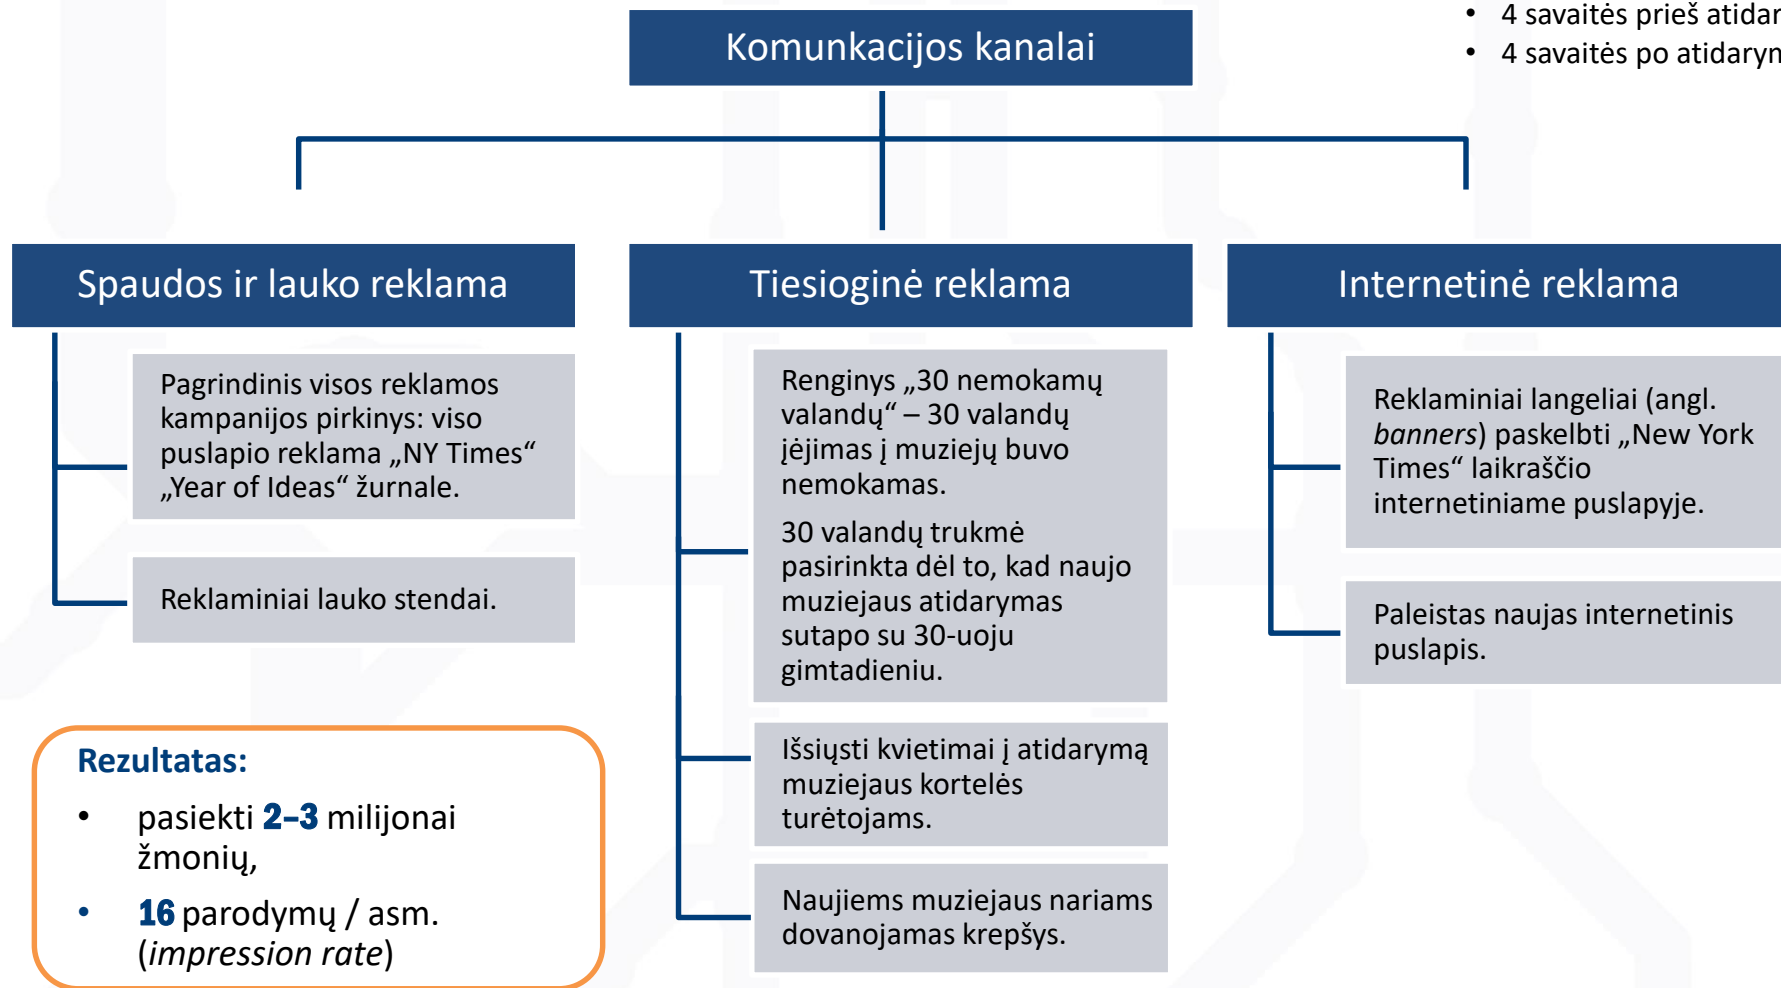 Komunkacijos kanalai
• 4 savaitės prieš
• 4 savaitės po
Spaudos ir lauko reklama
Pagrindinis visos reklamos
kampanijos pirkinys: viso
puslapio reklama „NY Times“
„Year of Ideas“ žurnale.
Reklaminiai lauko stendai.
Tiesioginė reklama
Renginys „30 nemokamų
valandų“ – 30 valandų
įėjimas į muziejų buvo
nemokamas.
30 valandų trukmė
pasirinkta dėl to, kad naujo
muziejaus atidarymas
sutapo su 30-uoju
gimtadieniu.
Išsiųsti kvietimai į atidarymą
muziejaus kortelės
turėtojams.
Naujiems muziejaus nariams
dovanojamas krepšys.
Internetinė reklama
Reklaminiai langeliai (angl.
banners) paskelbti „New York
Times“ laikraščio
internetiniame puslapyje.
Paleistas naujas internetinis
puslapis.
Rezultatas:
• pasiekti 2–3 milijonai
žmonių,
• 16 parodymų / asm.
(impression rate)